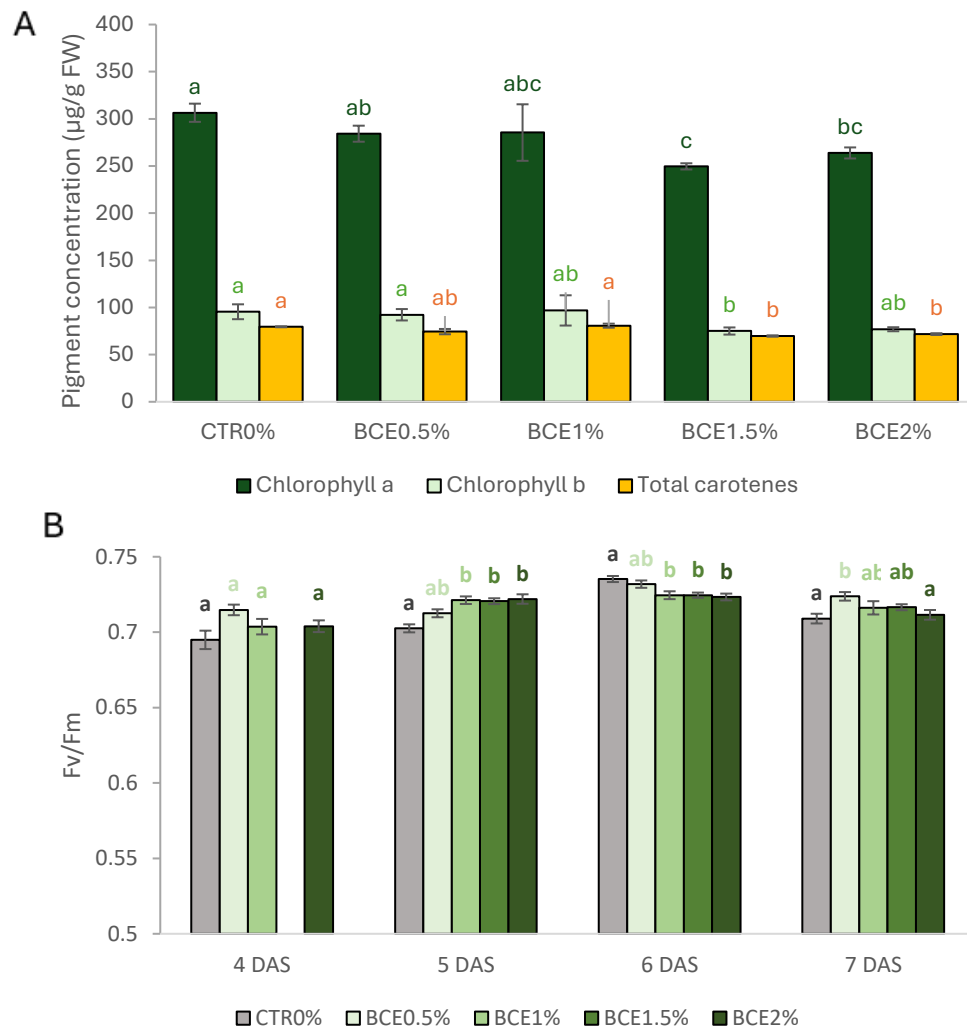 A
Pigment concentration (µg/g FW)
400
350
300
250
200
150
100
50
0
a
ab
abc
c
bc
a
a
a
ab
ab
a
b
b
ab
b
CTR0%
BCE0.5%
BCE1%
BCE1.5%
BCE2%
Chlorophyll a
Chlorophyll b
Total carotenes
B
Fv/Fm
0.75
0.7
0.65
0.6
0.55
0.5
a
a
a
a
a
ab
b
b
b
a
ab
b
b
b
a
b
ab
ab
a
4 DAS
5 DAS
6 DAS
7 DAS
CTR0%
BCE0.5%
BCE1%
BCE1.5%
BCE2%